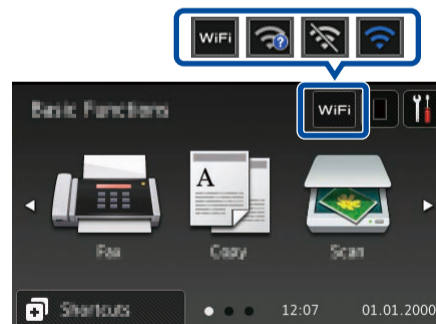 WiFi
Basic Functions WiFi
A
Fax Copy Scan
Shortcuts 12:07 01.01.2000